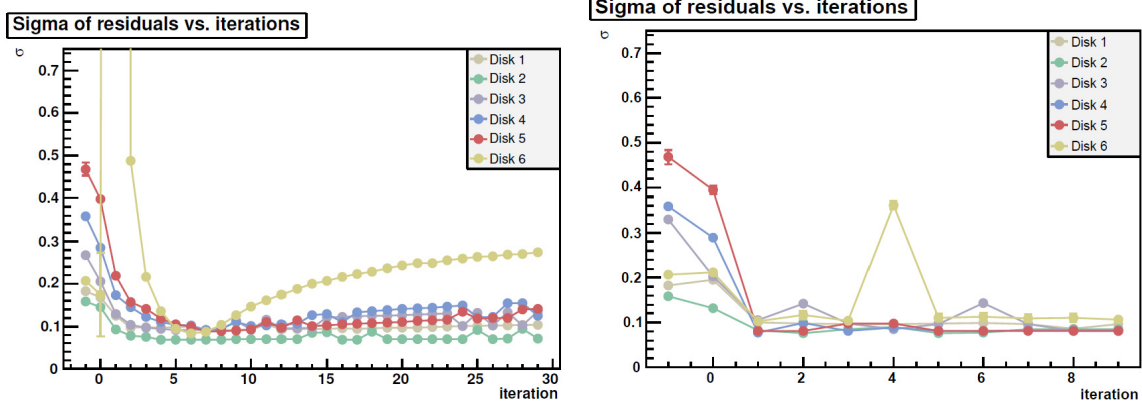 Sigma of residuals vs. iterations
σ
0.7
0.6
0.5
0.4
0.3
0.2
0.1
0
0 5 10 15 20 25 30
iteration
Disk 1
Disk 2
Disk 3
Disk 4
Disk 5
Disk 6
Sigma of residuals vs. iterations
σ
0.7
0.6
0.5
0.4
0.3
0.2
0.1
0
0 2 4 6 8
iteration
Disk 1
Disk 2
Disk 3
Disk 4
Disk 5
Disk 6